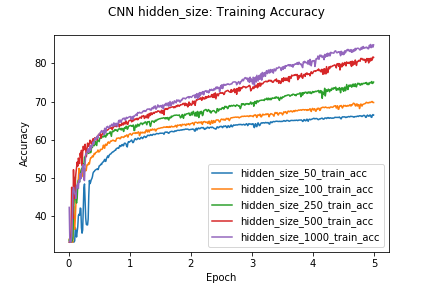 CNN hidden_size: Training Accuracy
Accuracy
80
70
60
50
40
hidden_size_50_train_acc
hidden_size_100_train_acc
hidden_size_250_train_acc
hidden_size_500_train_acc
hidden_size_1000_train_acc
0 1 2 3 4 5
Epoch